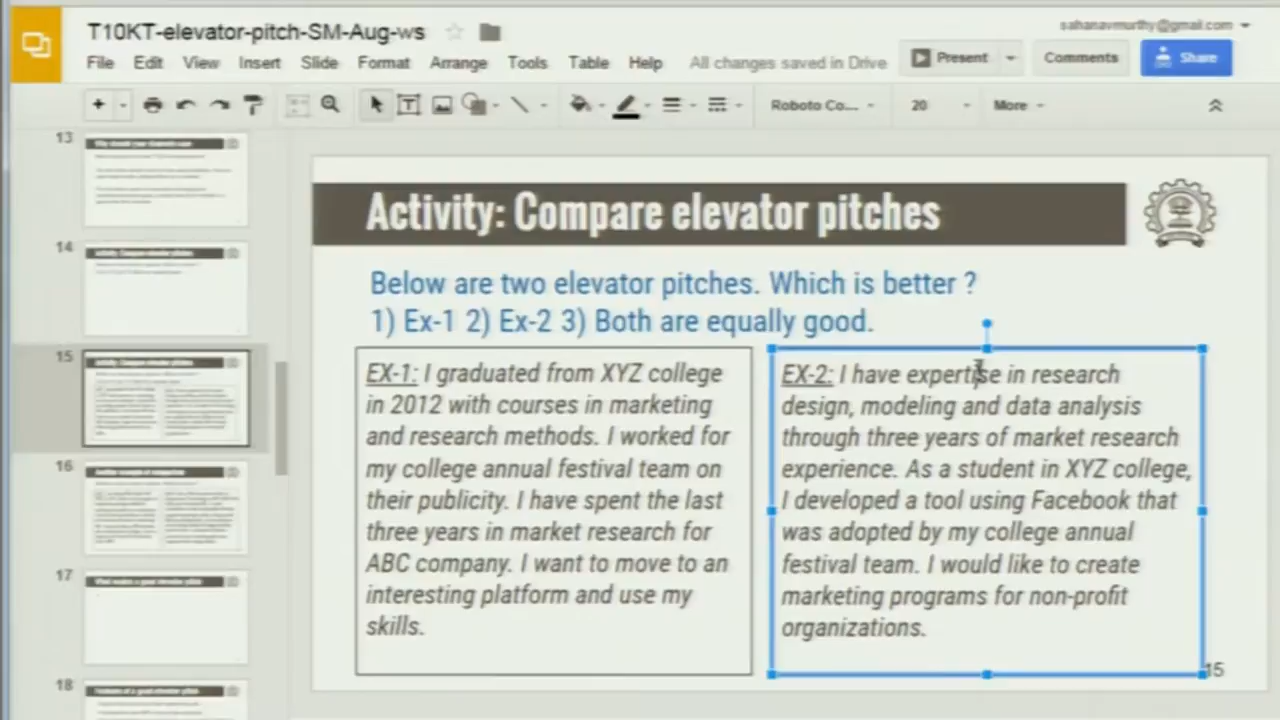 T10KT-elevator-pitch-SM-Aug-ws
sahanavmurthy@gmail.com
File Edit View Insert Slide Format Arrange Tools Table Help All changes saved in Drive
Present
Comments
Share
Roboto Co...
20
More
13
14
15
16
17
18
Activity: Compare elevator pitches
Below are two elevator pitches. Which is better ?
1) Ex-1 2) Ex-2 3) Both are equally good.
EX-1: I graduated from XYZ college
in 2012 with courses in marketing
and research methods. I worked for
my college annual festival team on
their publicity. I have spent the last
three years in market research for
ABC company. I want to move to an
interesting platform and use my
skills.
EX-2: I have expertise in research
design, modeling and data analysis
through three years of market research
experience. As a student in XYZ college,
I developed a tool using Facebook that
was adopted by my college annual
festival team. I would like to create
marketing programs for non-profit
organizations.
15